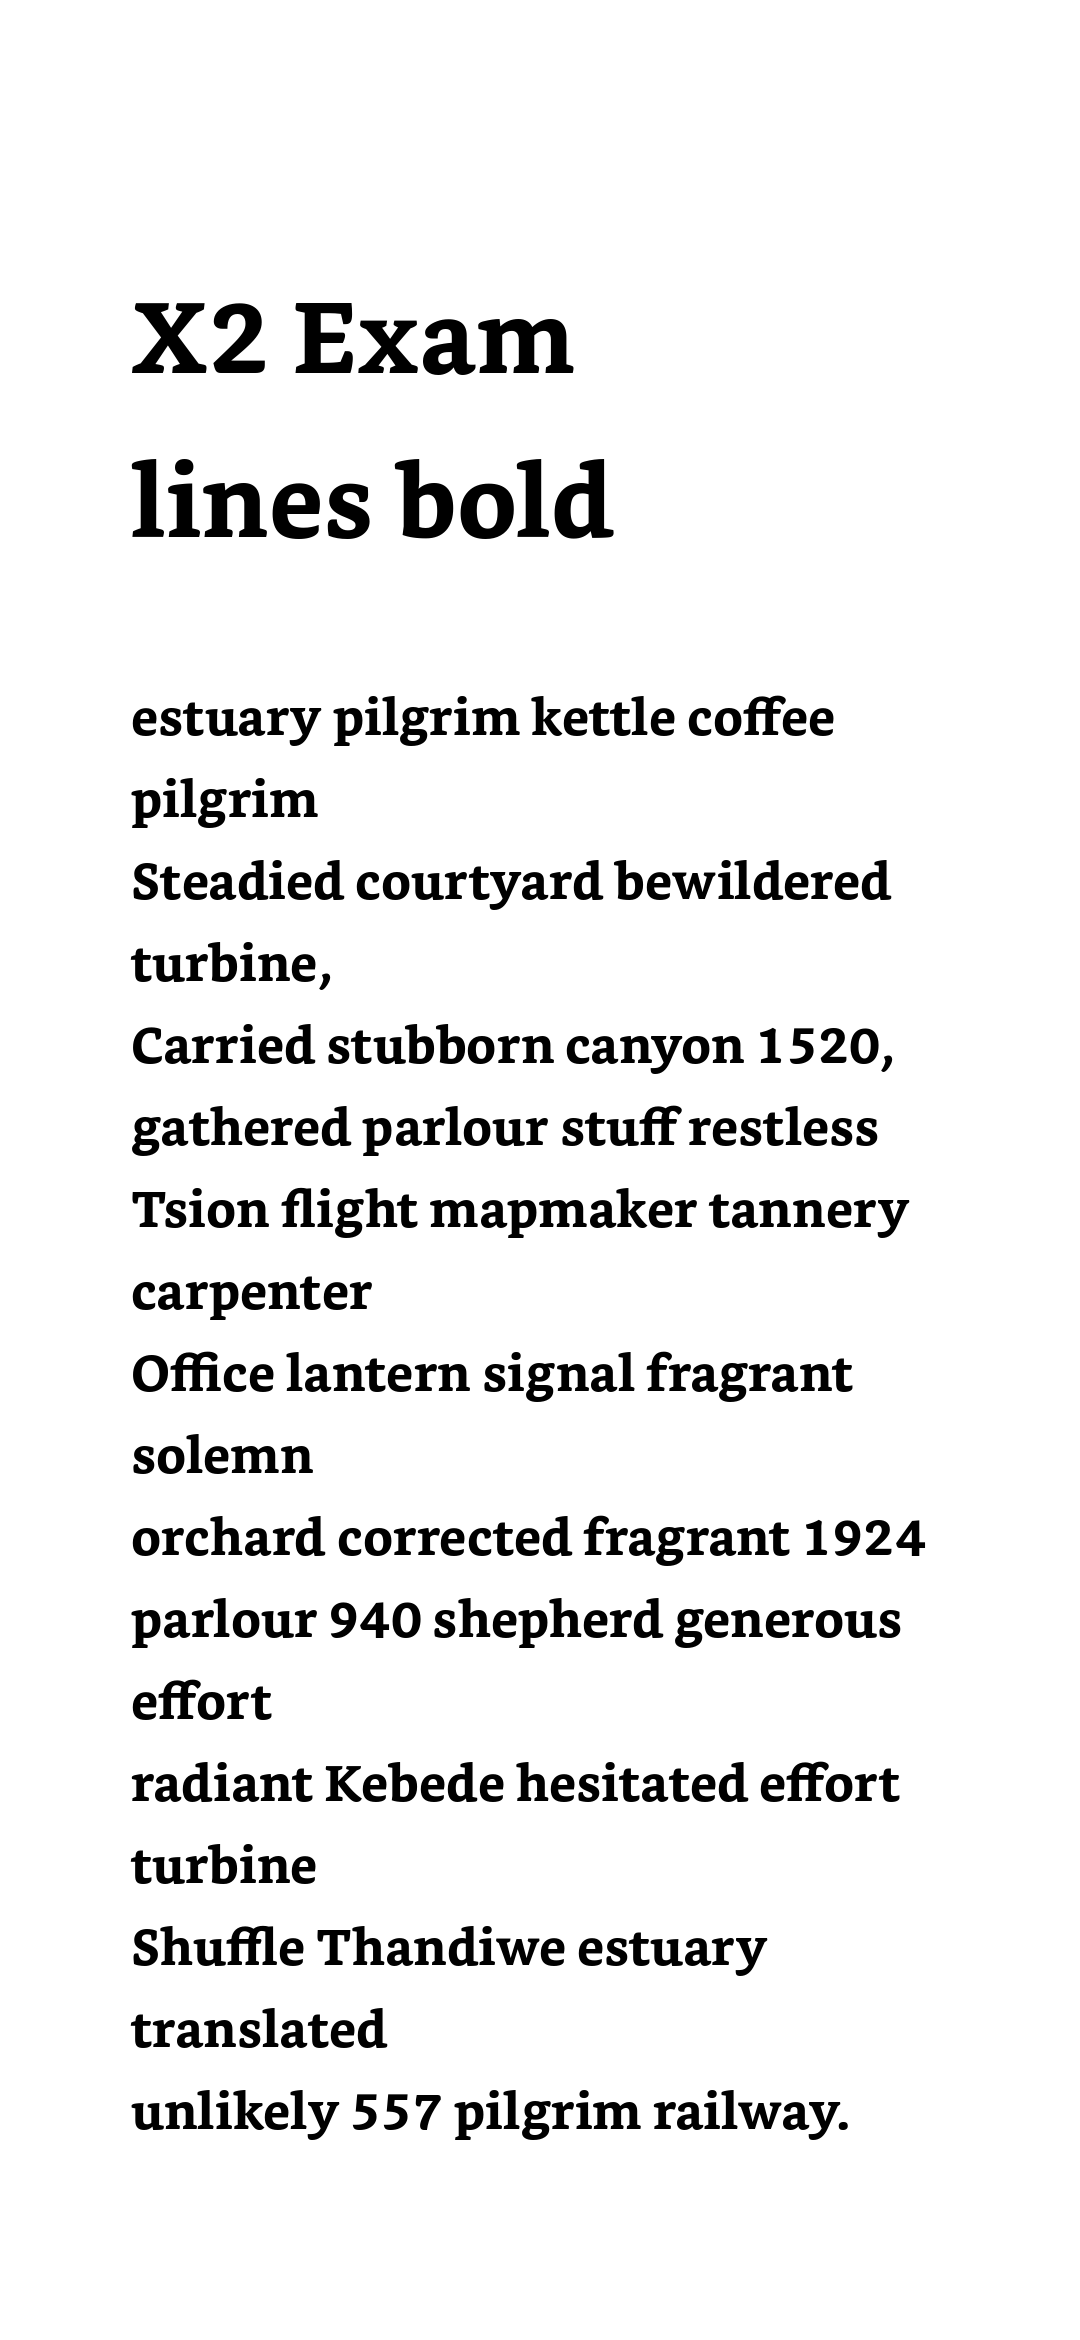 X2 Exam
lines bold
estuary pilgrim kettle coffee
pilgrim
Steadied courtyard bewildered
turbine,
Carried stubborn canyon 1520,
gathered parlour stuff restless
Tsion flight mapmaker tannery
carpenter
Office lantern signal fragrant
solemn
orchard corrected fragrant 1924
parlour 940 shepherd generous
effort
radiant Kebede hesitated effort
turbine
Shuffle Thandiwe estuary
translated
unlikely 557 pilgrim railway.